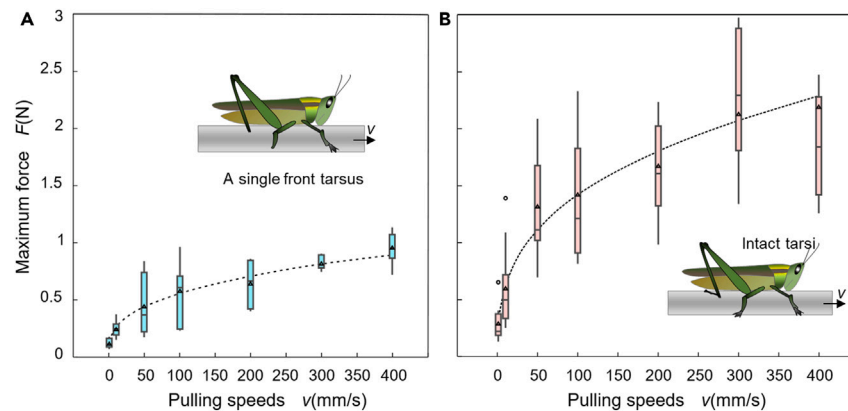 A
B
Maximum force F(N)
3
2.5
2
1.5
1
0.5
0
v
A single front tarsus
Intact tarsi
v
0 50 100 150 200 250 300 350 400
0 50 100 150 200 250 300 350 400
Pulling speeds v(mm/s)
Pulling speeds v(mm/s)